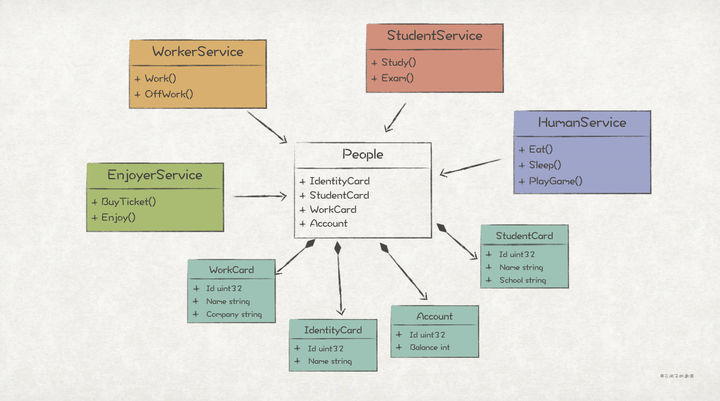 WorkerService
+ Work()
+ OffWork()
StudentService
+ Study()
+ Exam()
HumanService
+ Eat()
+ Sleep()
+ PlayGame()
EnjoyerService
+ BuyTicket()
+ Enjoy()
People
+ IdentityCard
+ StudentCard
+ WorkCard
+ Account
StudentCard
+ Id uint32
+ Name string
+ School string
WorkCard
+ Id uint32
+ Name string
+ Company string
IdentityCard
+ Id uint32
+ Name string
Account
+ Id uint32
+ Balance int